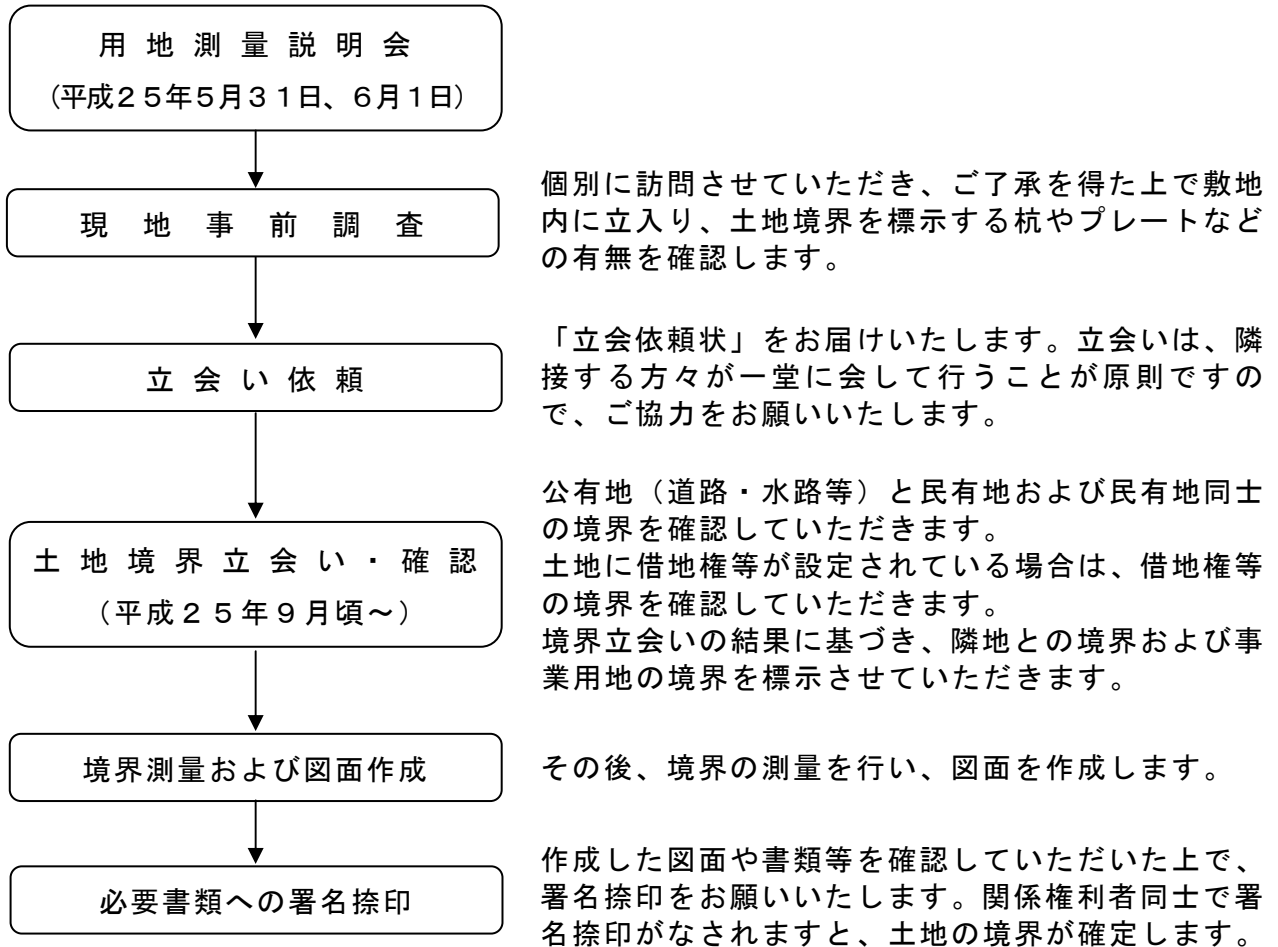 用地測量説明会
(平成25年5月31日、6月1日)
現地事前調査
個別に訪問させていただき、ご了承を得た上で敷地
内に立入り、土地境界を標示する杭やプレートなど
の有無を確認します。
立会い依頼
「立会依頼状」をお届けいたします。立会いは、隣
接する方々が一堂に会して行うことが原則ですの
で、ご協力をお願いいたします。
土地境界立会い・確認
(平成25年9月頃~)
公有地(道路・水路等)と民有地および民有地同士
の境界を確認していただきます。
土地に借地権等が設定されている場合は、借地権等
の境界を確認していただきます。
境界立会いの結果に基づき、隣地との境界および事
業用地の境界を標示させていただきます。
境界測量および図面作成
その後、境界の測量を行い、図面を作成します。
必要書類への署名捺印
作成した図面や書類等を確認していただいた上で、
署名捺印をお願いいたします。関係権利者同士で署
名捺印がなされますと、土地の境界が確定します。